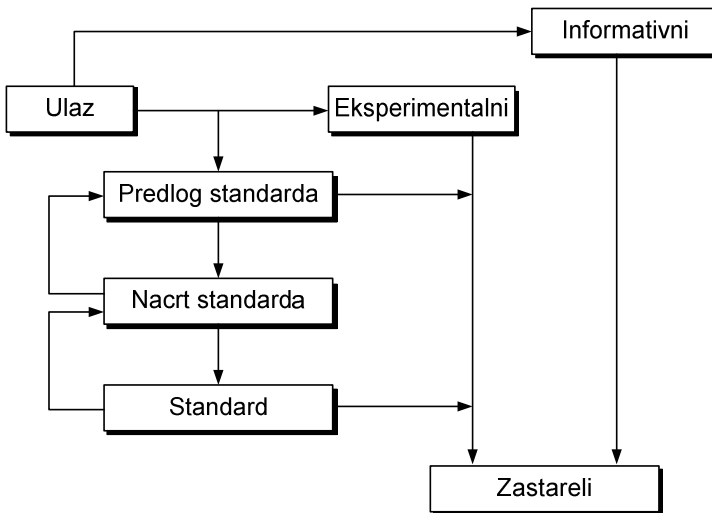 Informativni
Ulaz
Eksperimentalni
Predlog standarda
Nacrt standarda
Standard
Zastareli